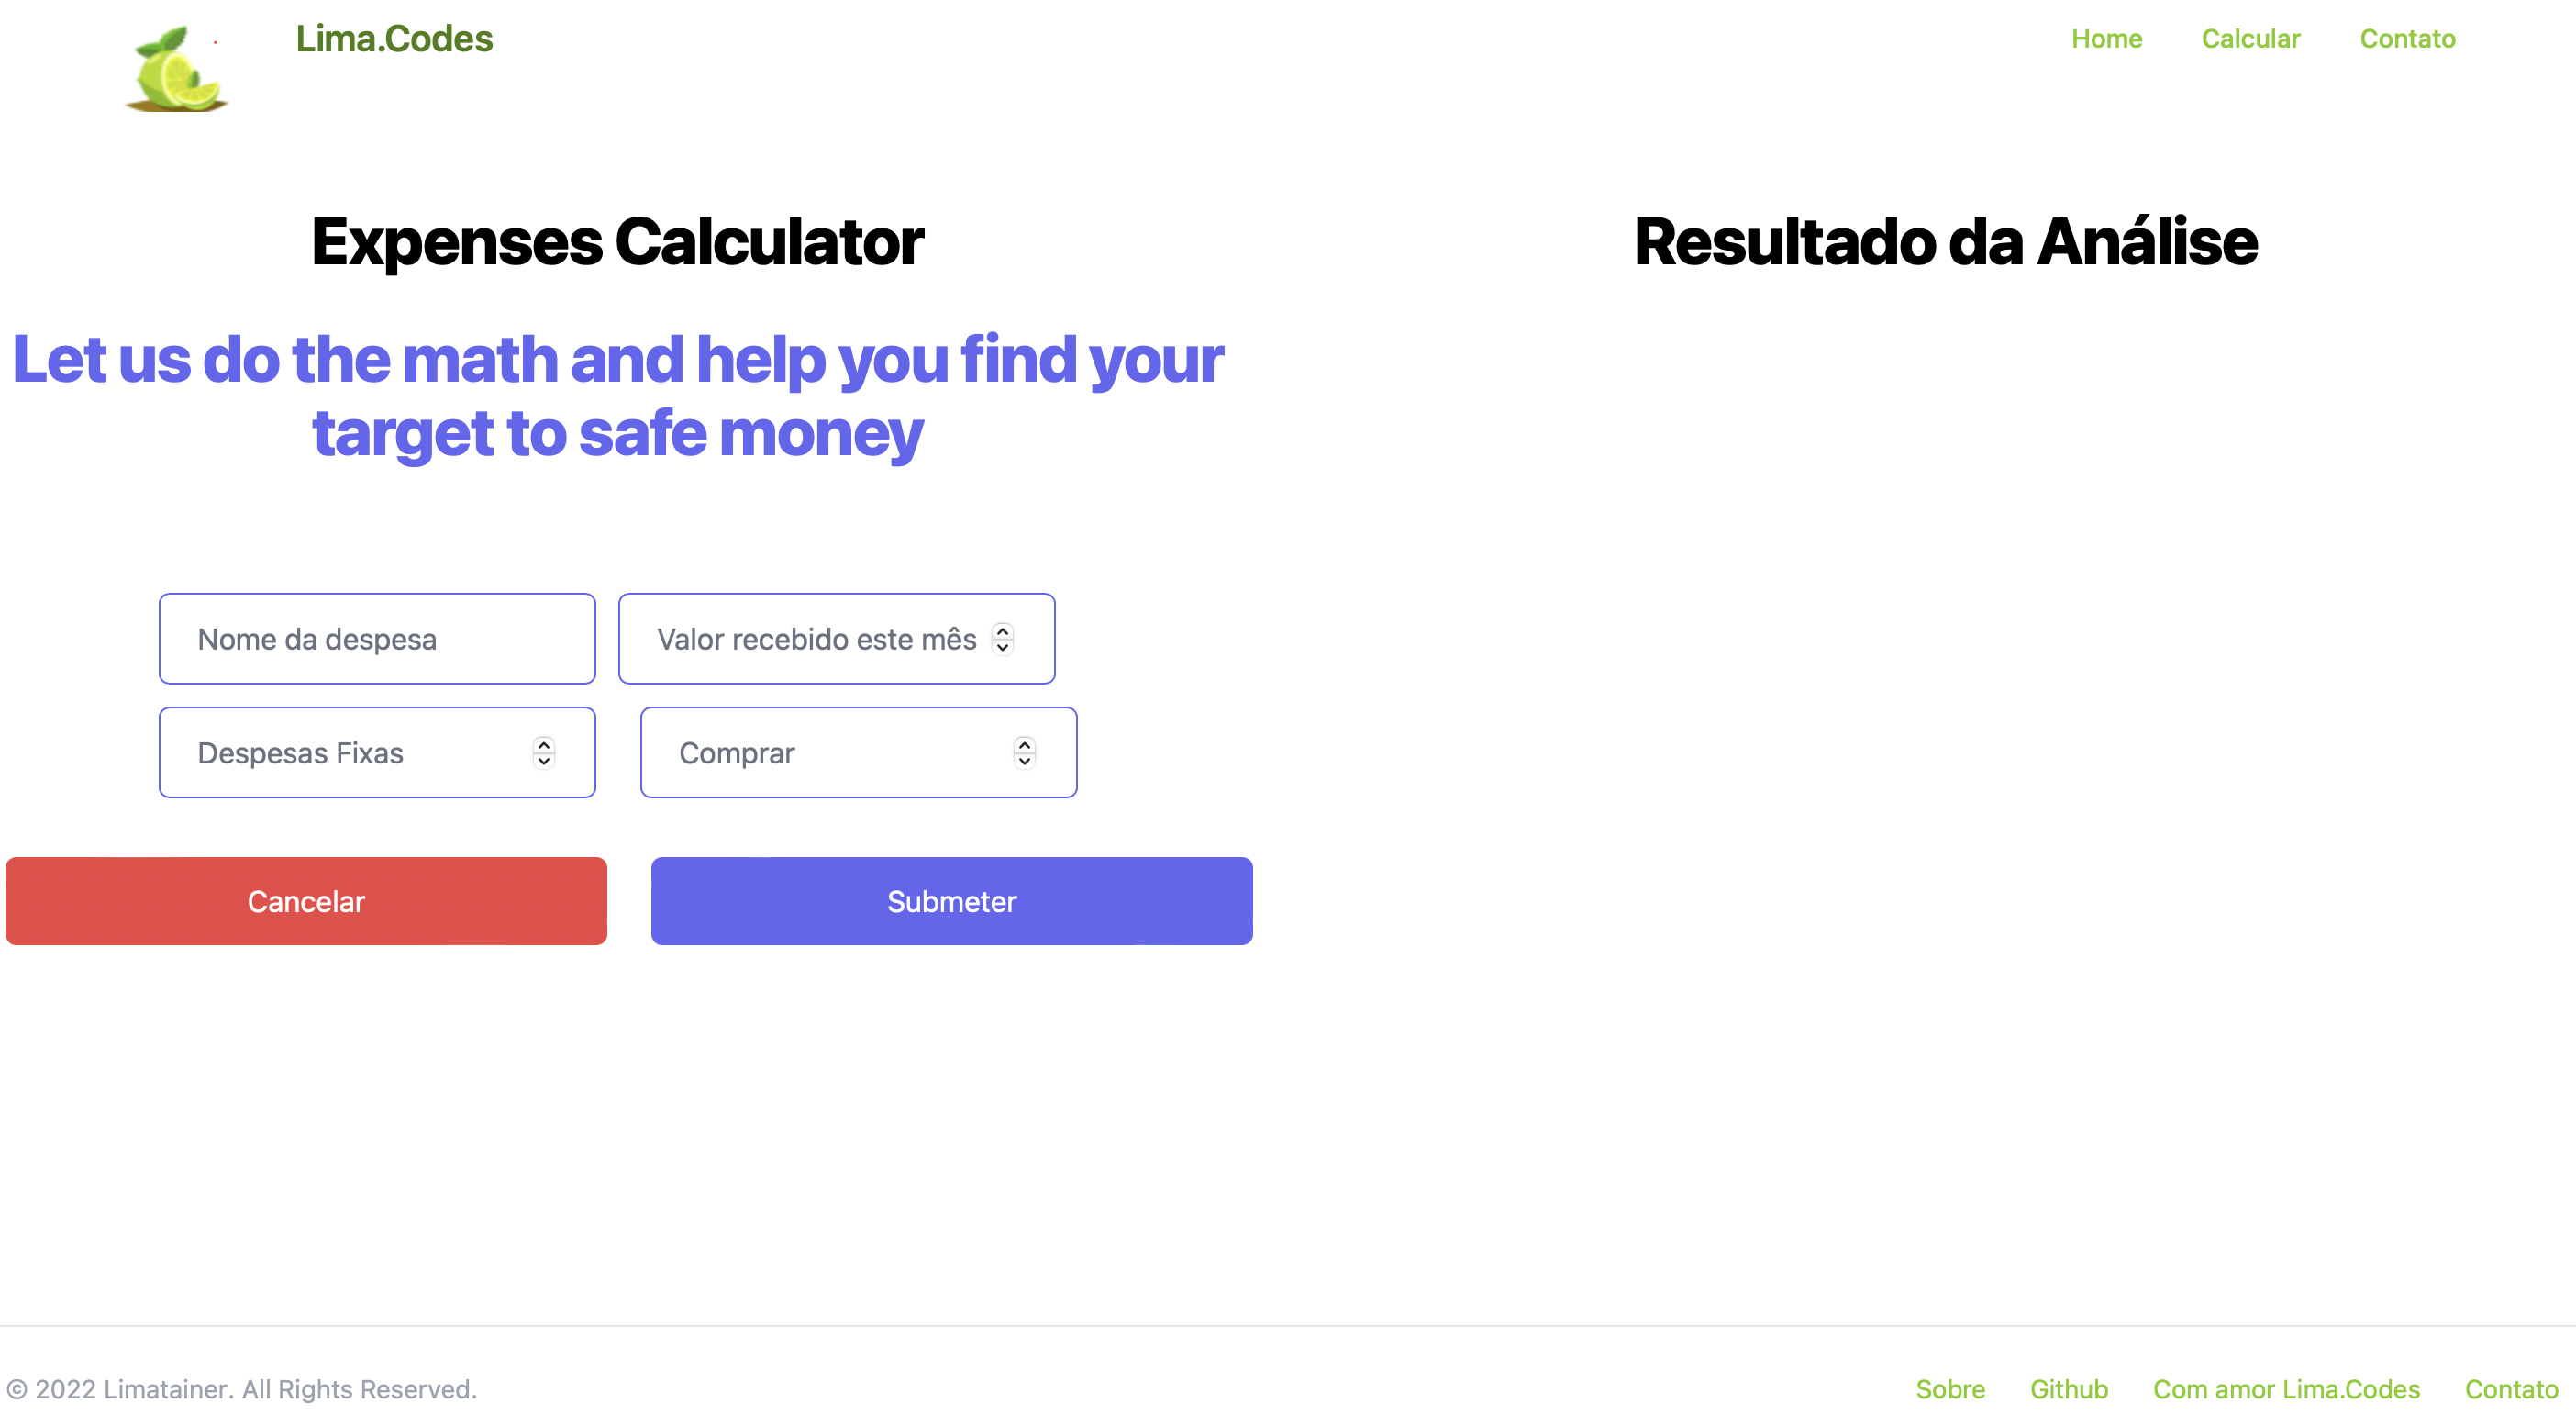 Lima.Codes
Home Calcular Contato
Expenses Calculator
Let us do the math and help you find your
target to safe money
Nome da despesa
Valor recebido este mês
Despesas Fixas
Comprar
Cancelar
Submeter
Resultado da Análise
© 2022 Limatainer. All Rights Reserved.
Sobre Github Com amor Lima.Codes Contato